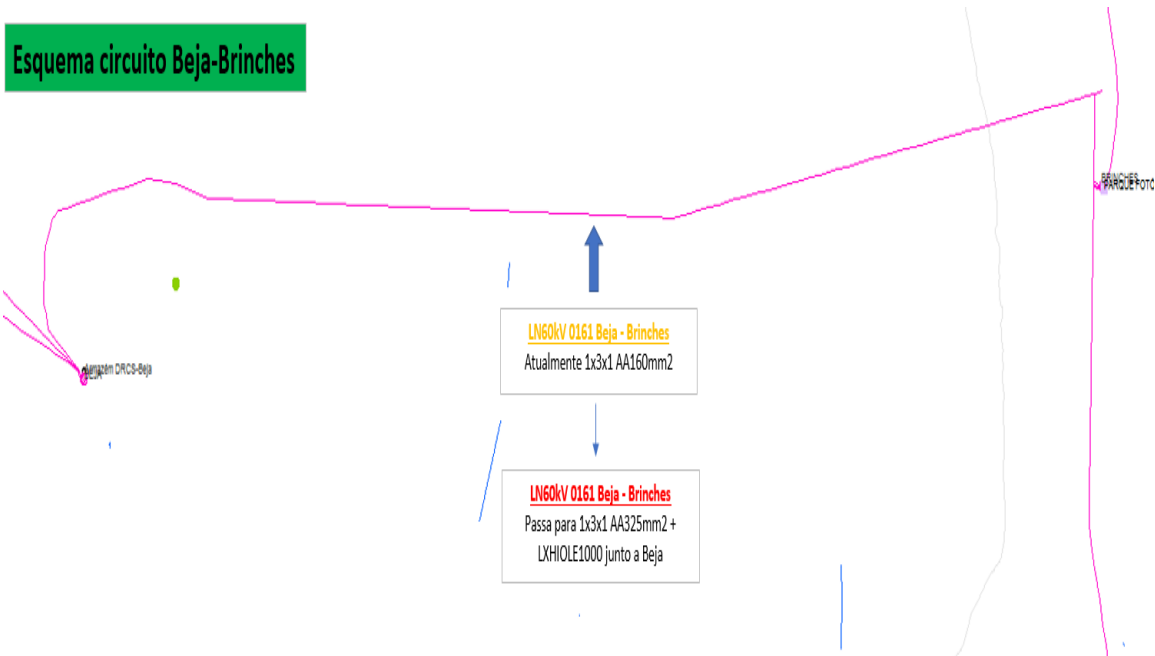 Esquema circuito Beja-Brinches
BRINCHES
PARQUE FOTO
LN60kV 0161 Beja - Brinches
Atualmente 1x3x1 AA160mm2
Armazém DRCS-Beja
LN60kV 0161 Beja - Brinches
Passa para 1x3x1 AA325mm2 +
LXHIOLE1000 junto a Beja